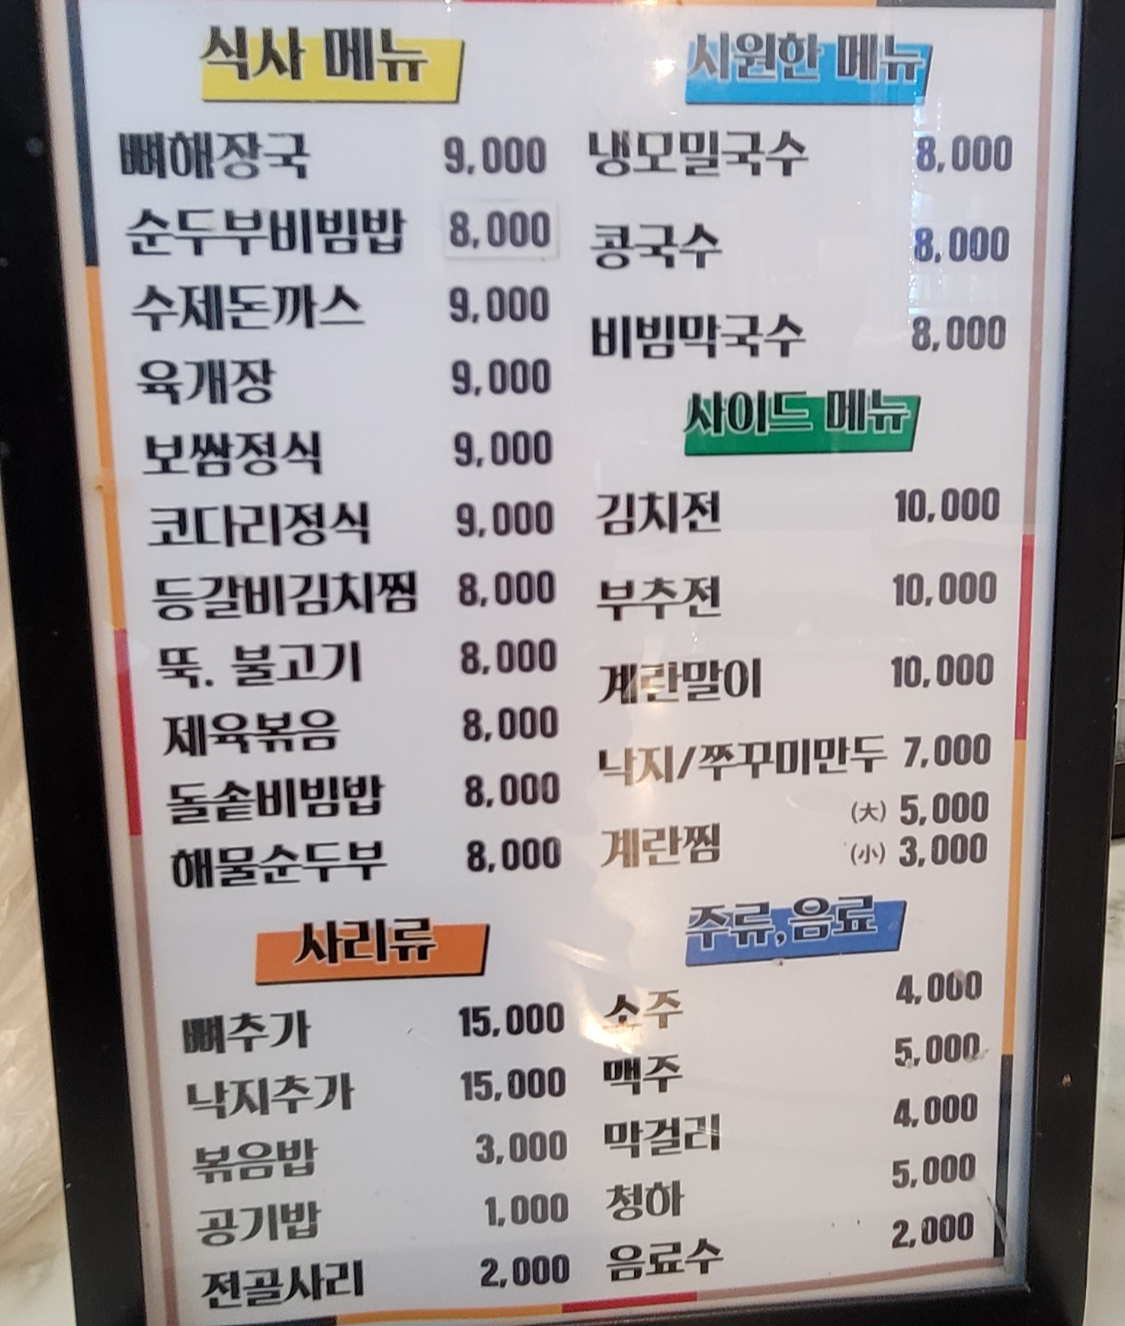 식사 메뉴
뼈해장국 9,000
순두부비빔밥 8,000
수제돈까스 9,000
육개장 9,000
보쌈정식 9,000
코다리정식 9,000
등갈비김치찜 8,000
뚝. 불고기 8,000
제육볶음 8,000
돌솥비빔밥 8,000
해물순두부 8,000
사리류
뼈추가 15,000
낙지추가 15,000
볶음밥 3,000
공기밥 1,000
전골사리 2,000
시원한 메뉴
냉모밀국수 8,000
콩국수 8,000
비빔막국수 8,000
사이드 메뉴
김치전 10,000
부추전 10,000
계란말이 10,000
낙지/쭈꾸미만두 7,000
계란찜 (大) 5,000
(小) 3,000
주류,음료
소주 4,000
맥주 5,000
막걸리 4,000
청하 5,000
음료수 2,000